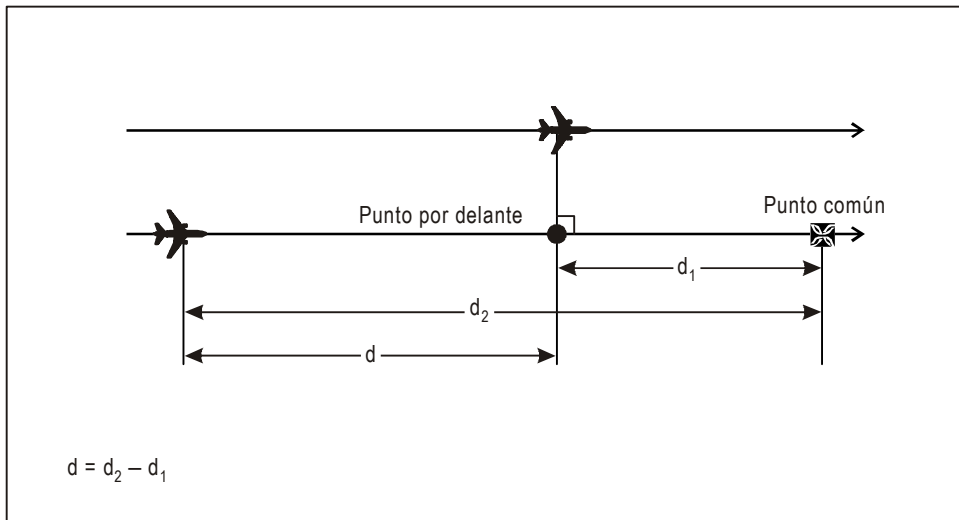 Punto por delante
Punto común
d₁
d₂
d
d = d₂ – d₁